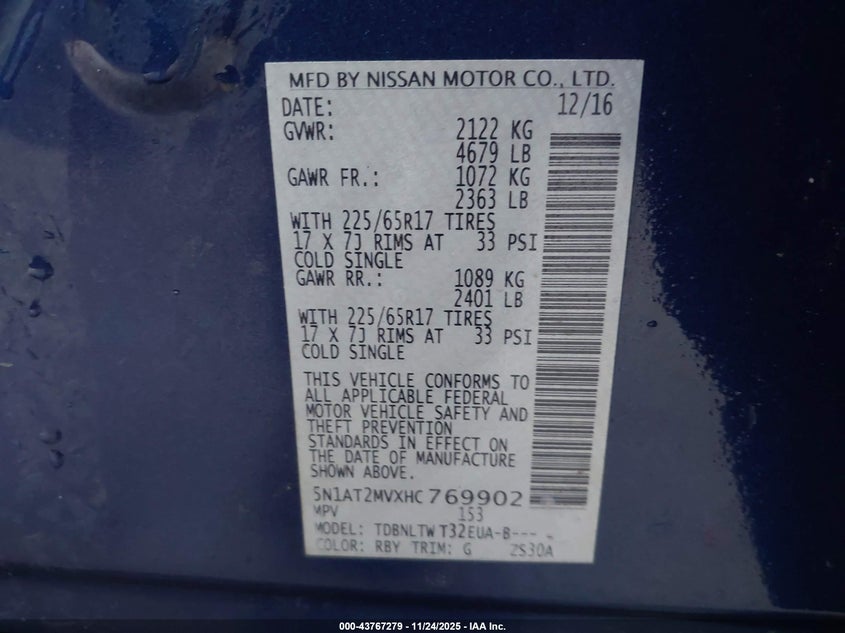 MFD BY NISSAN MOTOR CO., LTD.
DATE: 12/16
GVWR: 2122 KG
4679 LB
GAWR FR.: 1072 KG
2363 LB
WITH 225/65R17 TIRES
17 X 7J RIMS AT 33 PSI
COLD SINGLE
GAWR RR.: 1089 KG
2401 LB
WITH 225/65R17 TIRES
17 X 7J RIMS AT 33 PSI
COLD SINGLE
THIS VEHICLE CONFORMS TO
ALL APPLICABLE FEDERAL
MOTOR VEHICLE SAFETY AND
THEFT PREVENTION
STANDARDS IN EFFECT ON
THE DATE OF MANUFACTURE
SHOWN ABOVE.
5N1AT2MVXHC769902
MPV 153
MODEL: TDBNLTW T32EUA-B---
COLOR: RBY TRIM: G 2S30A
000-43767279 - 11/24/2025 - IAA Inc.